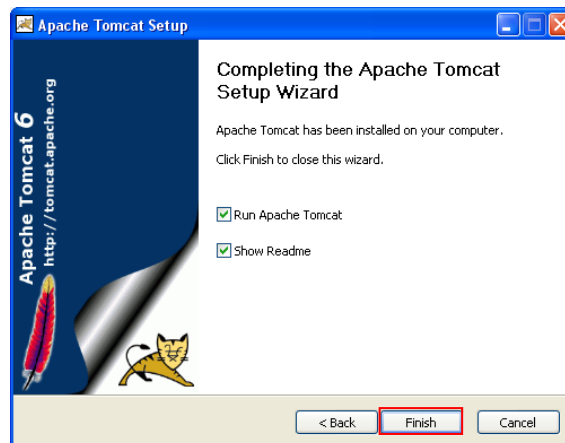 Apache Tomcat Setup
Apache Tomcat 6
http://tomcat.apache.org
Completing the Apache Tomcat
Setup Wizard
Apache Tomcat has been installed on your computer.
Click Finish to close this wizard.
Run Apache Tomcat
Show Readme
< Back
Finish
Cancel